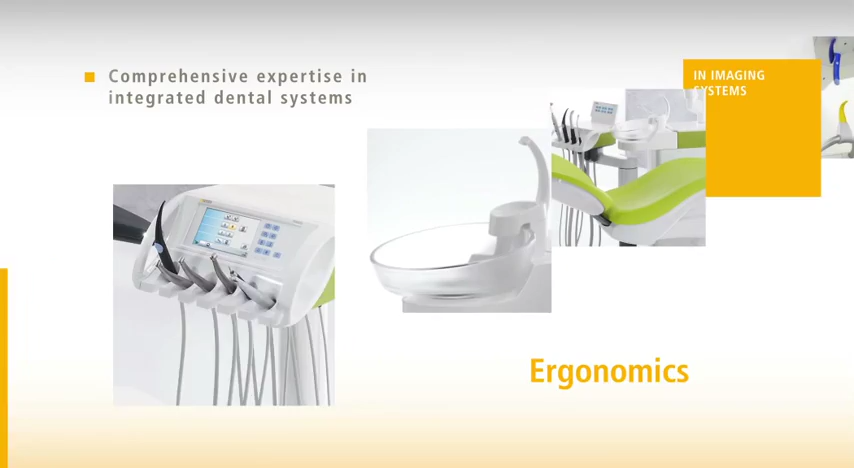 Comprehensive expertise in
integrated dental systems
IN IMAGING
SYSTEMS
Ergonomics